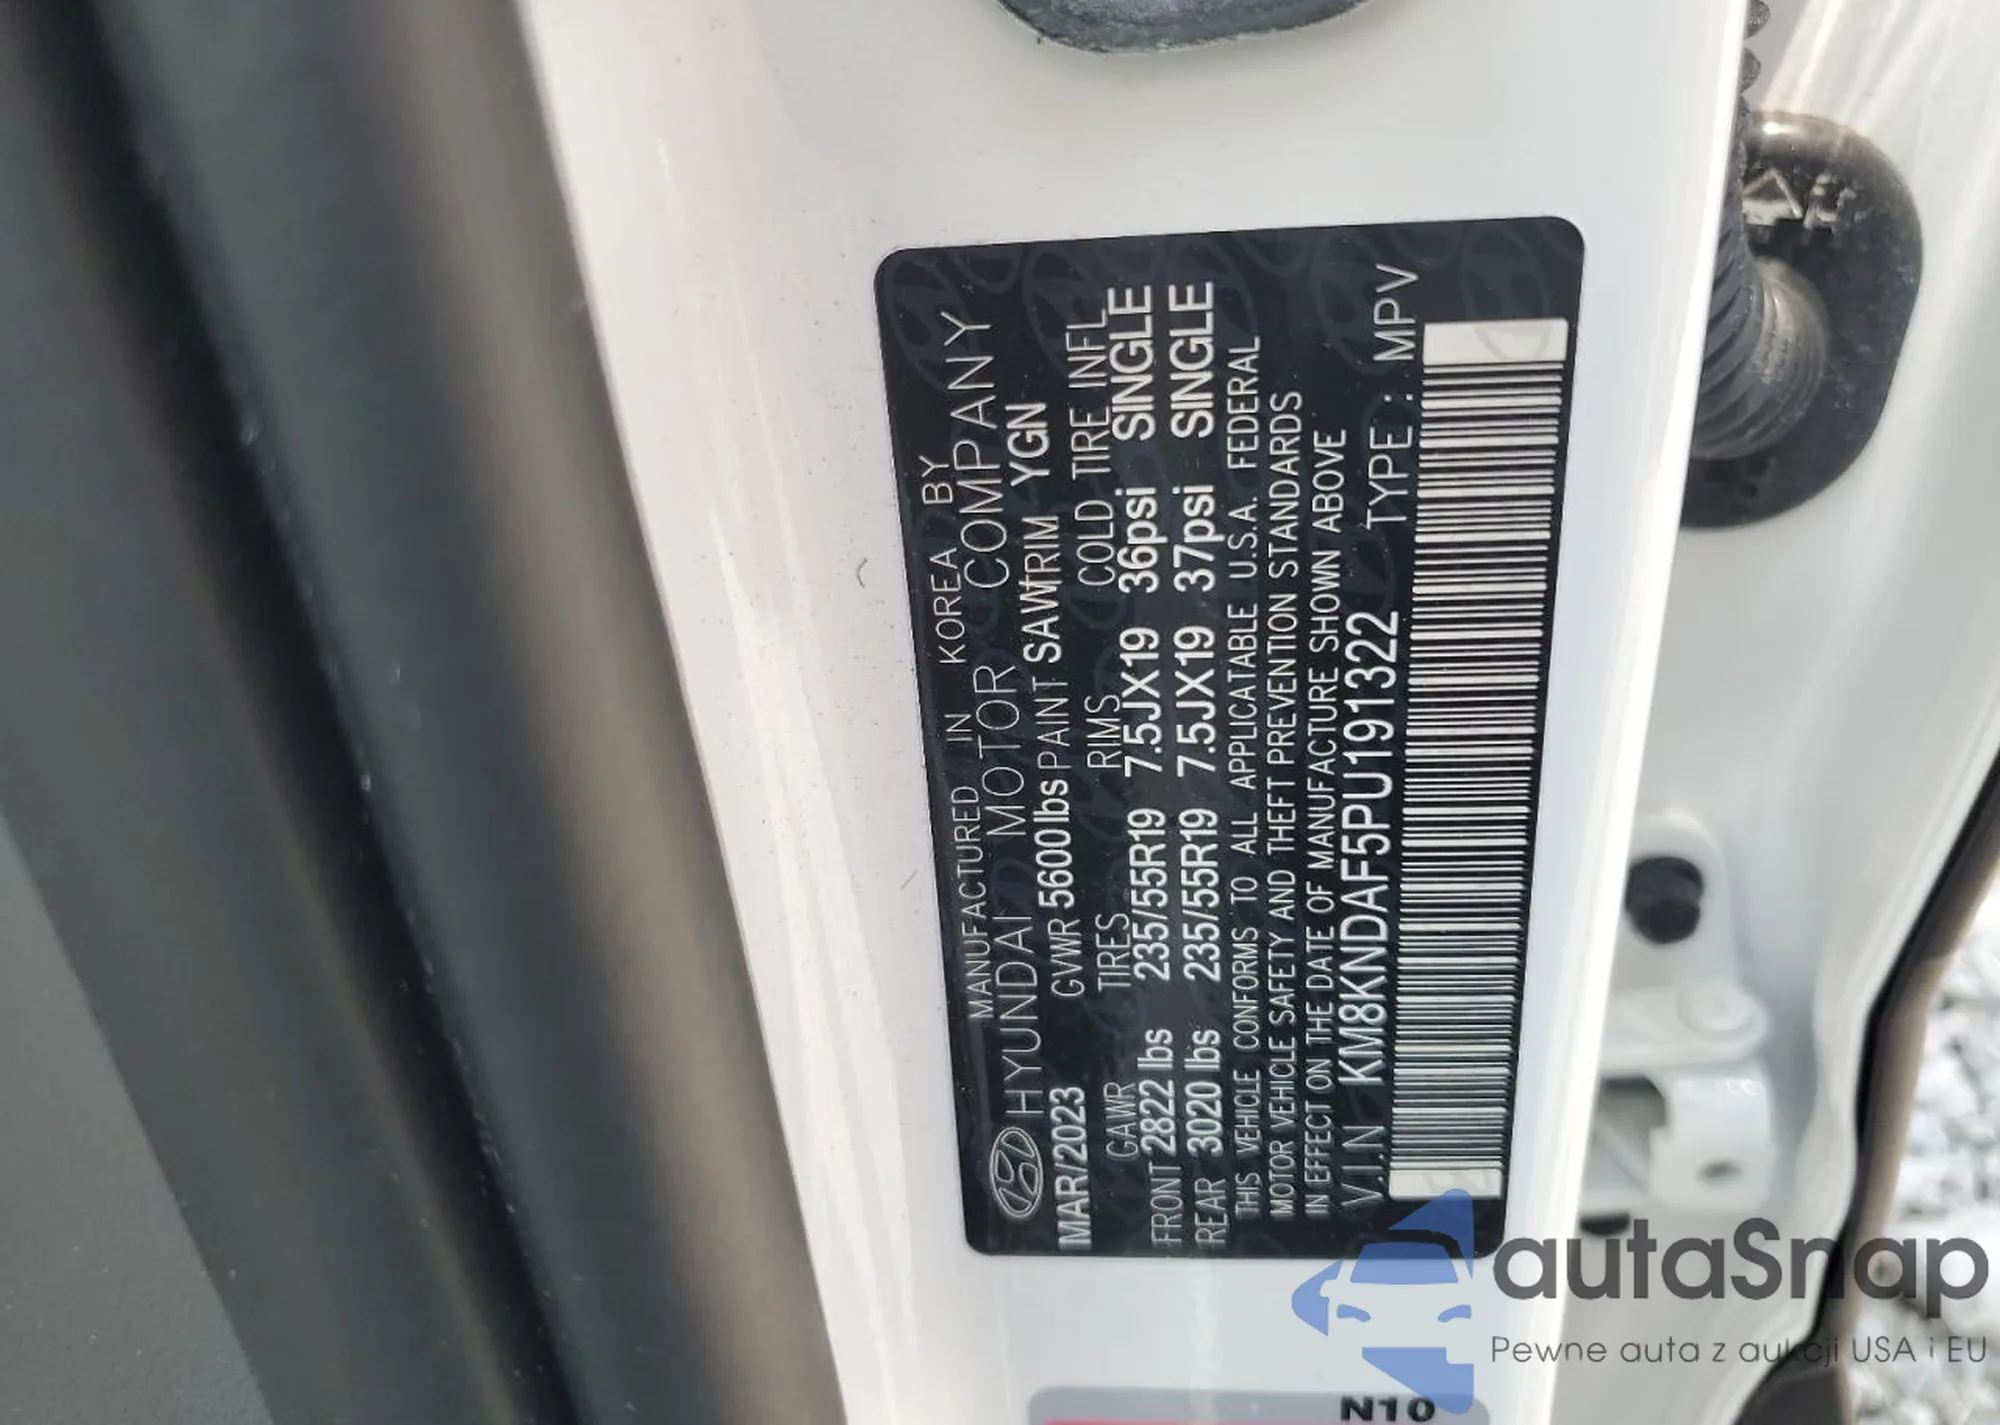 MANUFACTURED IN KOREA BY
HYUNDAI MOTOR COMPANY
MAR/2023 GVWR 5600 lbs PAINT SAW TRIM YGN
GAWR TIRES RIMS COLD TIRE INFL
FRONT 2822 lbs 235/55R19 7.5JX19 36psi SINGLE
REAR 3020 lbs 235/55R19 7.5JX19 37psi SINGLE
THIS VEHICLE CONFORMS TO ALL APPLICATABLE U.S.A. FEDERAL
MOTOR VEHICLE SAFETY AND THEFT PREVENTION STANDARDS
IN EFFECT ON THE DATE OF MANUFACTURE SHOWN ABOVE
V.I.N KM8KNDAF5PU191322 TYPE : MPV
autaSnap
Pewne auta z aukcji USA i EU
N10